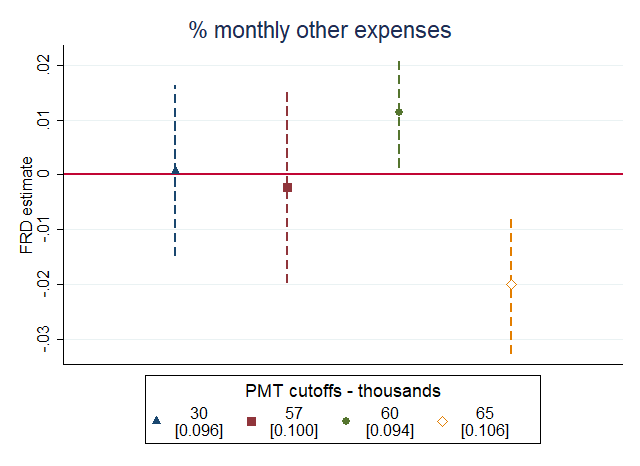 % monthly other expenses
FRD estimate
.02
.01
0
-.01
-.02
-.03
PMT cutoffs - thousands
30 57 60 65
[0.096] [0.100] [0.094] [0.106]